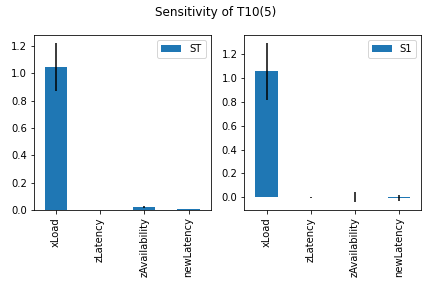 Sensitivity of T10(5)
ST
1.2
1.0
0.8
0.6
0.4
0.2
0.0
xLoad
zLatency
zAvailability
newLatency
S1
1.2
1.0
0.8
0.6
0.4
0.2
0.0
xLoad
zLatency
zAvailability
newLatency